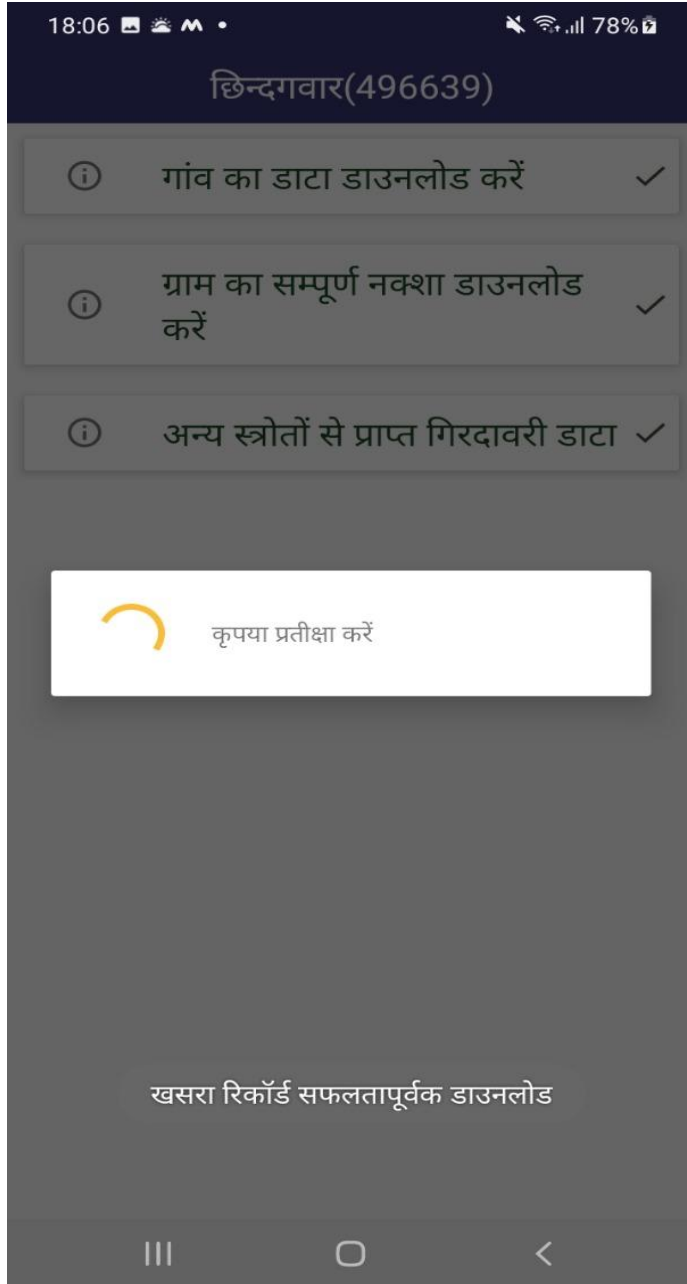 18:06 78%
छिन्दगवार(496639)
गांव का डाटा डाउनलोड करें
ग्राम का सम्पूर्ण नक्शा डाउनलोड
करें
अन्य स्त्रोतों से प्राप्त गिरदावरी डाटा
कृपया प्रतीक्षा करें
खसरा रिकॉर्ड सफलतापूर्वक डाउनलोड